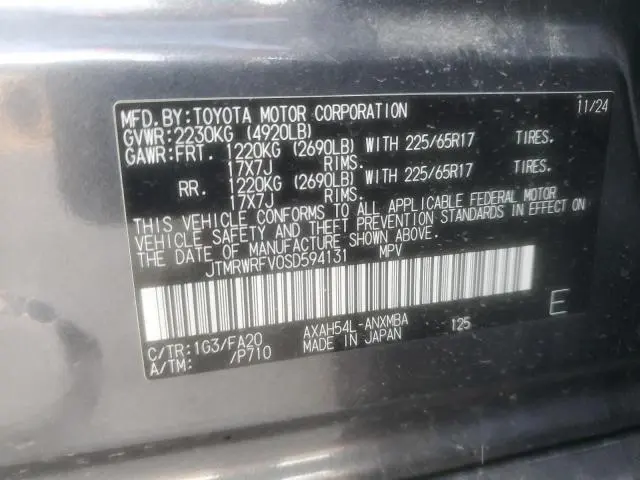 MFD.BY:TOYOTA MOTOR CORPORATION 11/24
GVWR:2230KG (4920LB)
GAWR:FRT. 1220KG (2690LB) WITH 225/65R17 TIRES.
17X7J RIMS.
RR. 1220KG (2690LB) WITH 225/65R17 TIRES.
17X7J RIMS.
THIS VEHICLE CONFORMS TO ALL APPLICABLE FEDERAL MOTOR
VEHICLE SAFETY AND THEFT PREVENTION STANDARDS IN EFFECT ON
THE DATE OF MANUFACTURE SHOWN ABOVE.
JTMRWRFV0SD594131 MPV
E
C/TR:1G3/FA20 AXAH54L-ANXMBA 125
A/TM: /P710 MADE IN JAPAN